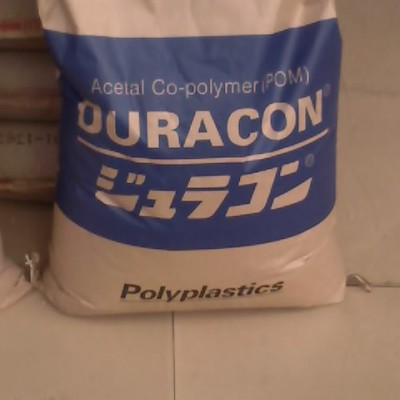 Acetal Co-polymer (POM)
DURACON®
ジュラコン®
Polyplastics